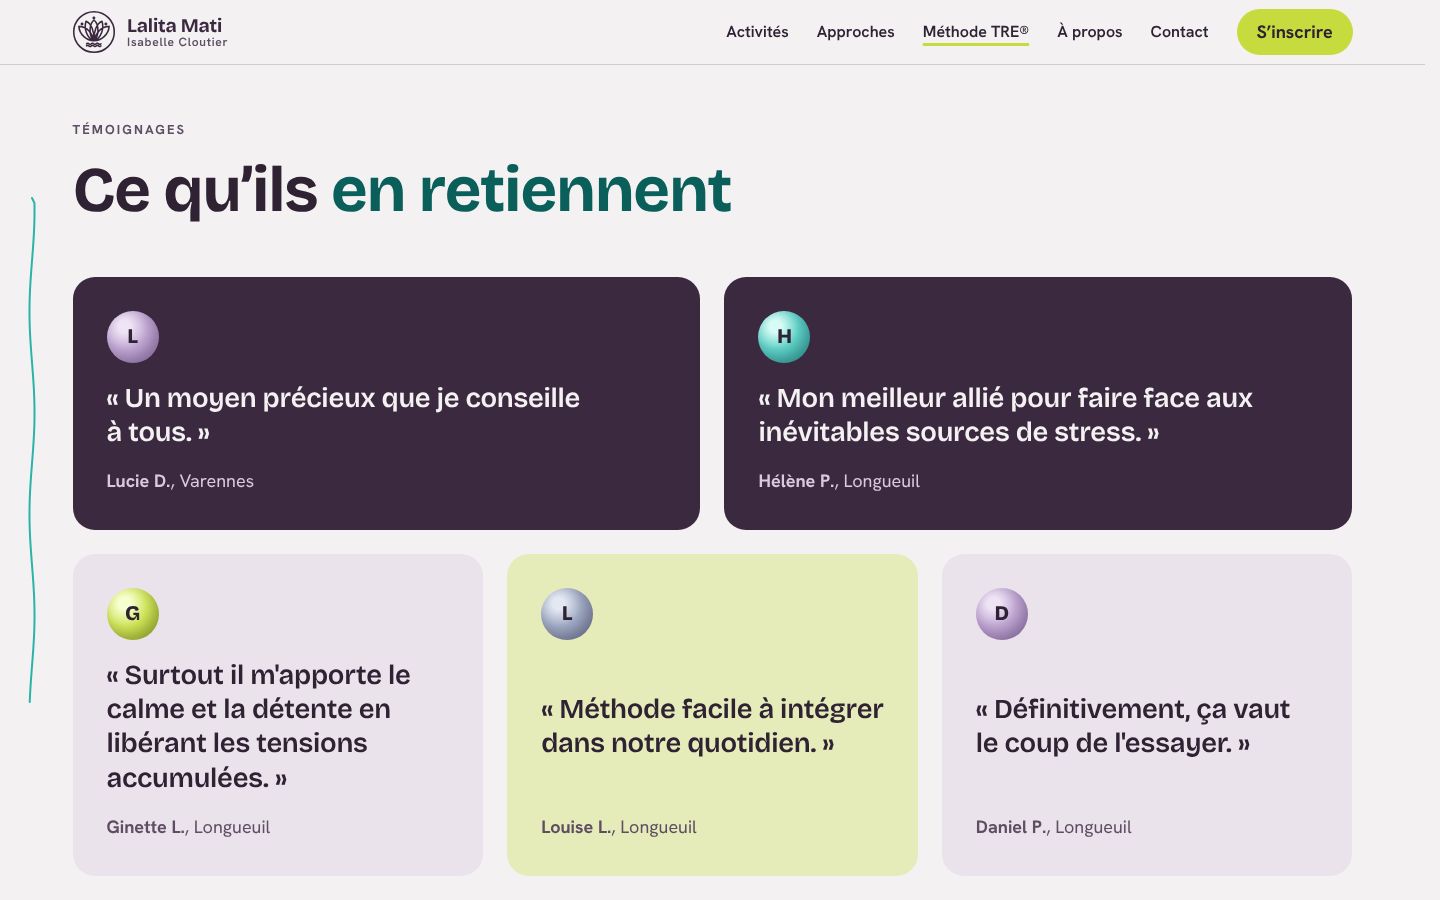 Lalita Mati
Isabelle Cloutier
Activités
Approches
Méthode TRE®
À propos
Contact
S’inscrire
TÉMOIGNAGES
Ce qu’ils en retiennent
L
« Un moyen précieux que je conseille
à tous. »
Lucie D., Varennes
H
« Mon meilleur allié pour faire face aux
inévitables sources de stress. »
Hélène P., Longueuil
G
« Surtout il m'apporte le
calme et la détente en
libérant les tensions
accumulées. »
Ginette L., Longueuil
L
« Méthode facile à intégrer
dans notre quotidien. »
Louise L., Longueuil
D
« Définitivement, ça vaut
le coup de l'essayer. »
Daniel P., Longueuil